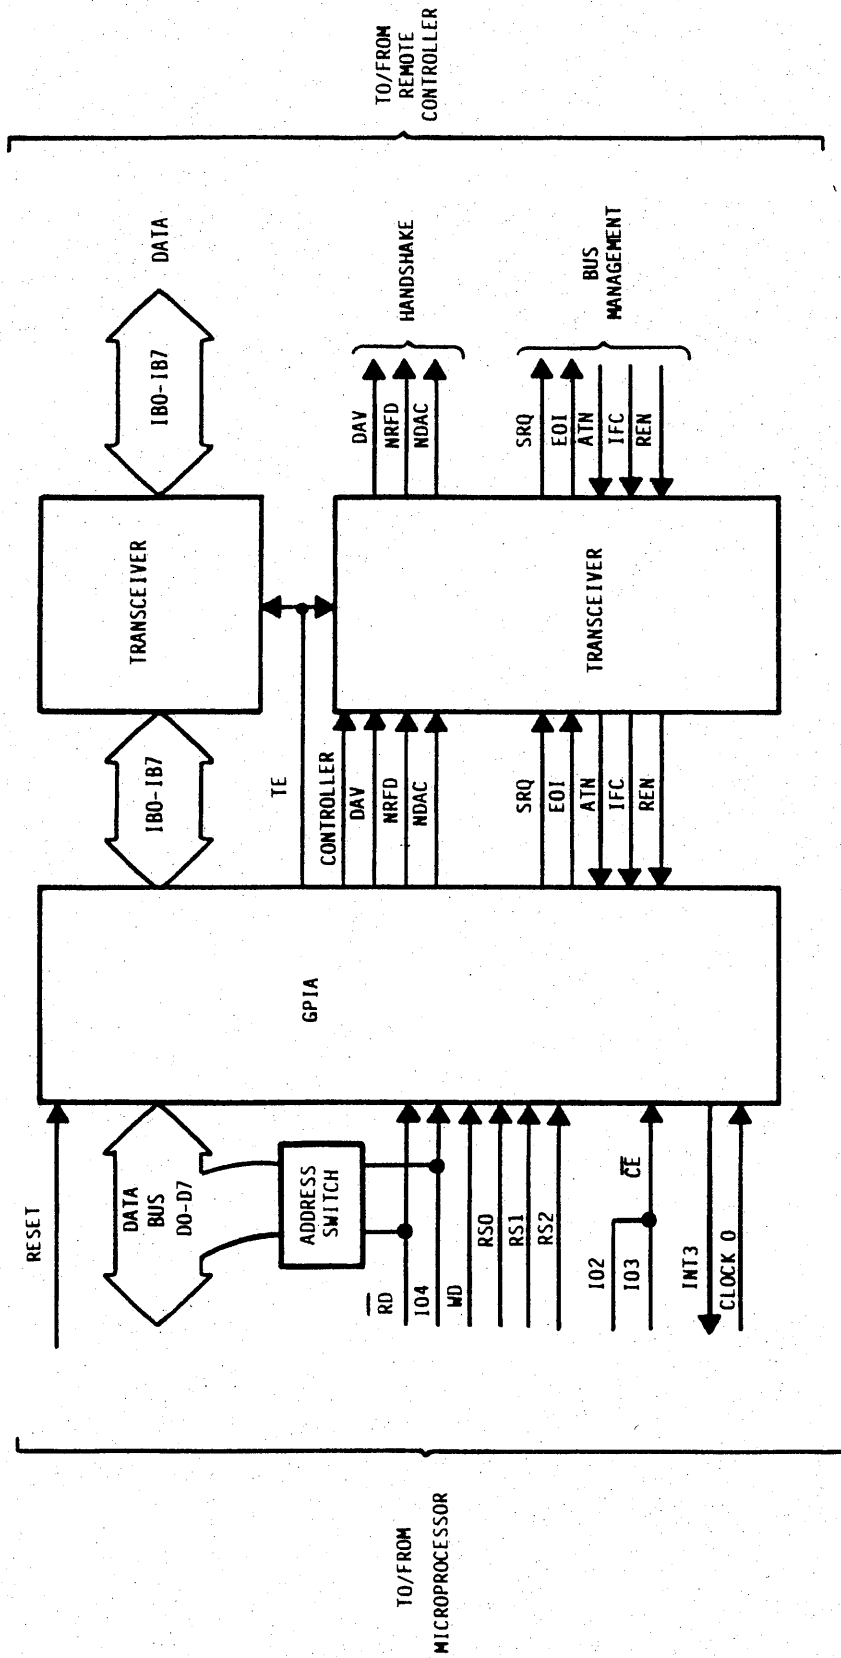 TO/FROM
MICROPROCESSOR
RESET
DATA
BUS
D0-D7
ADDRESS
SWITCH
RD
IO4
WD
RS0
RS1
RS2
IO2
IO3
CE
INT3
CLOCK 0
GPIA
IB0-IB7
TE
CONTROLLER
DAV
NRFD
NDAC
SRQ
EOI
ATN
IFC
REN
TRANSCEIVER
TRANSCEIVER
IB0-IB7
DATA
DAV
NRFD
NDAC
HANDSHAKE
SRQ
EOI
ATN
IFC
REN
BUS
MANAGEMENT
TO/FROM
REMOTE
CONTROLLER